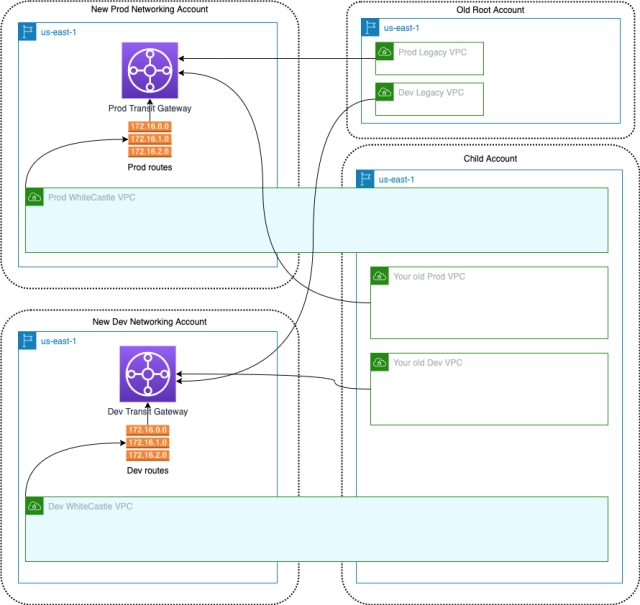 New Prod Networking Account
us-east-1
Prod Transit Gateway
172.16.0.0
172.16.1.0
172.16.2.0
Prod routes
Prod WhiteCastle VPC
Old Root Account
us-east-1
Prod Legacy VPC
Dev Legacy VPC
Child Account
us-east-1
Your old Prod VPC
Your old Dev VPC
New Dev Networking Account
us-east-1
Dev Transit Gateway
172.16.0.0
172.16.1.0
172.16.2.0
Dev routes
Dev WhiteCastle VPC